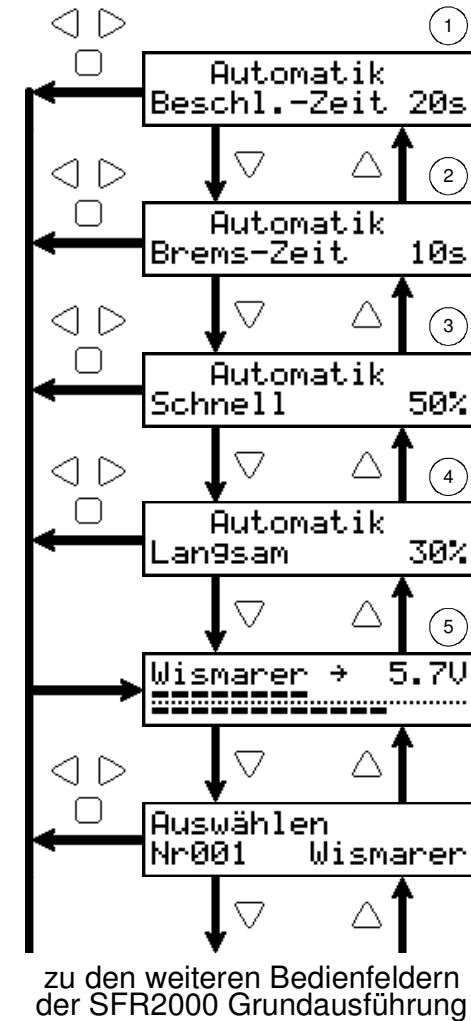 1
Automatik
Beschl.-Zeit 20s
2
Automatik
Brems-Zeit 10s
3
Automatik
Schnell 50%
4
Automatik
Langsam 30%
5
Wismarer → 5.7V
Auswählen
Nr001 Wismarer
zu den weiteren Bedienfeldern
der SFR2000 Grundausführung